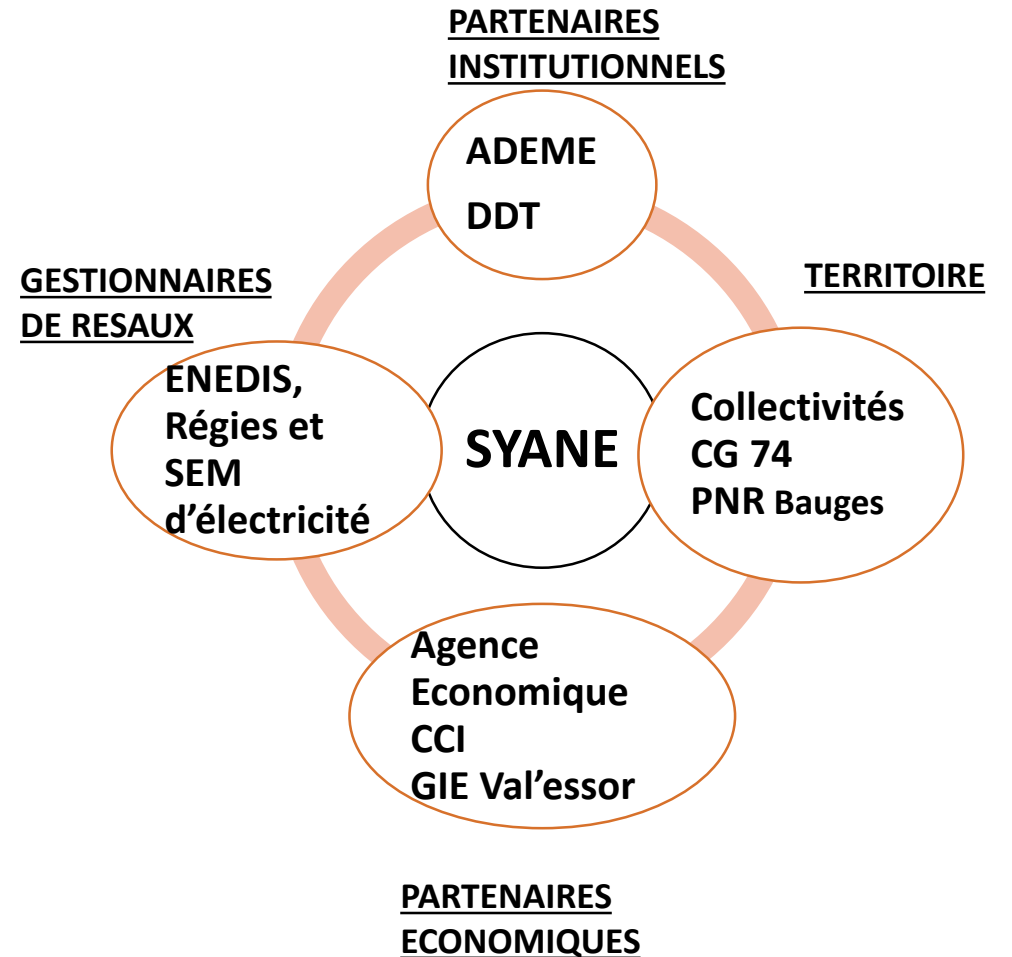 PARTENAIRES
INSTITUTIONNELS
ADEME
DDT
GESTIONNAIRES
DE RESAUX
TERRITOIRE
ENEDIS,
Régies et
SEM
d’électricité
SYANE
Collectivités
CG 74
PNR Bauges
Agence
Economique
CCI
GIE Val’essor
PARTENAIRES
ECONOMIQUES